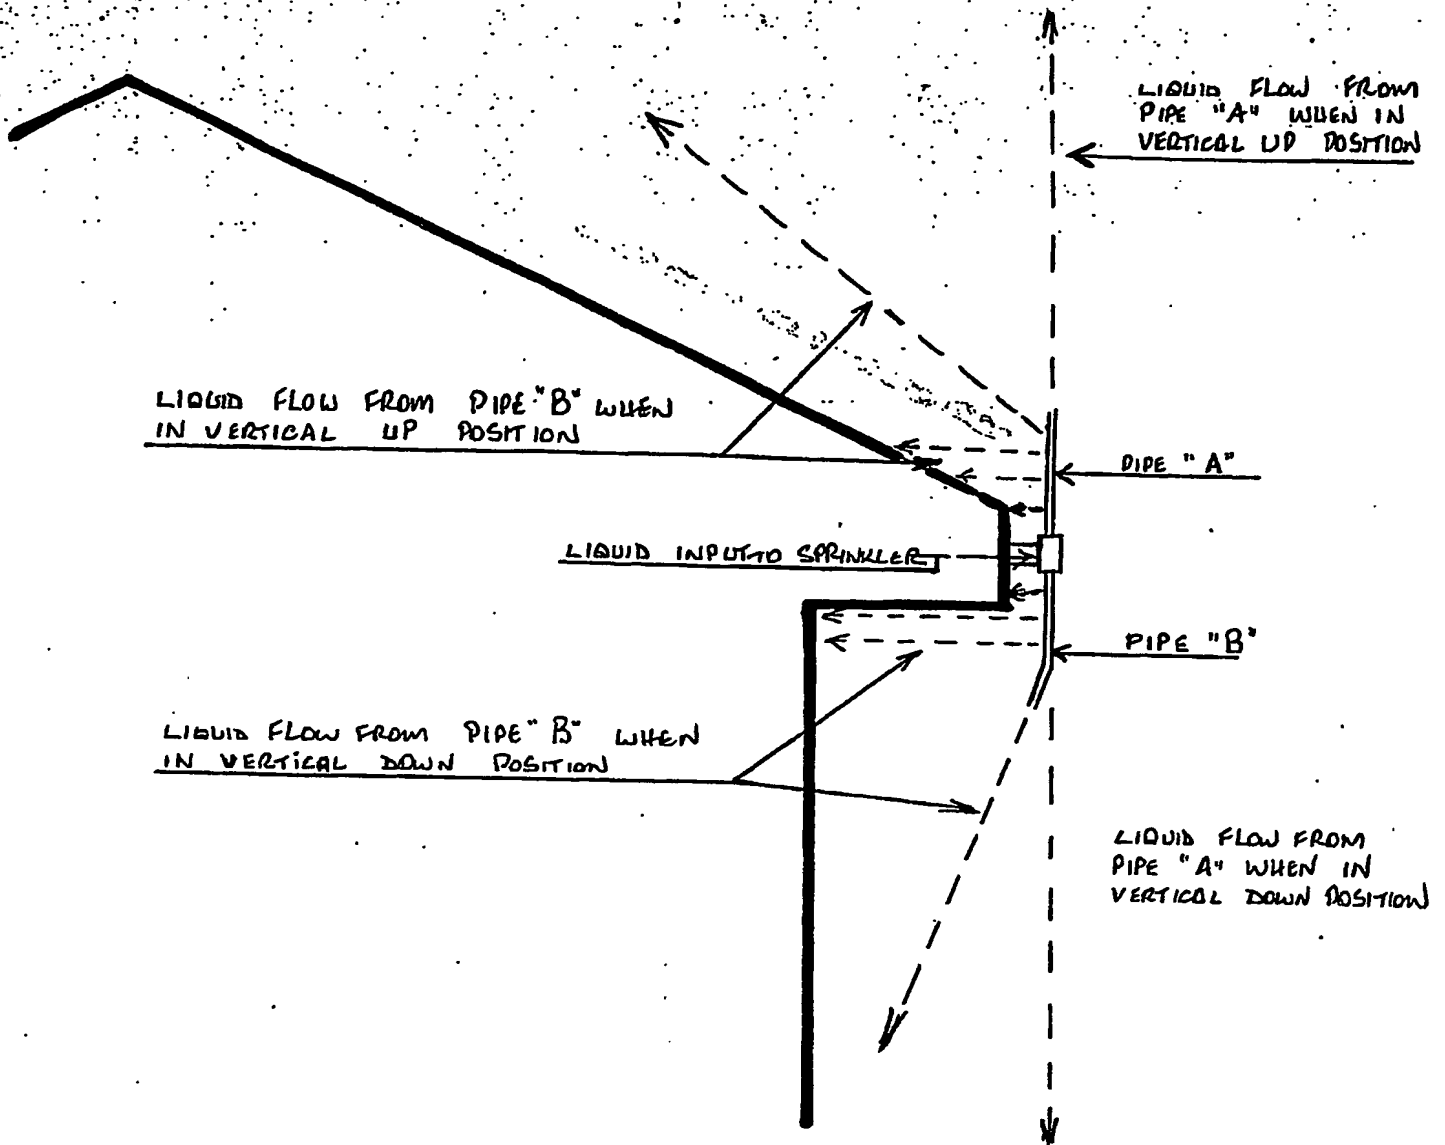 LIQUID FLOW FROM
PIPE "A" WHEN IN
VERTICAL UP POSITION
LIQUID FLOW FROM PIPE "B" WHEN
IN VERTICAL UP POSITION
PIPE "A"
LIQUID INPUT TO SPRINKLER
PIPE "B"
LIQUID FLOW FROM PIPE "B" WHEN
IN VERTICAL DOWN POSITION
LIQUID FLOW FROM
PIPE "A" WHEN IN
VERTICAL DOWN POSITION